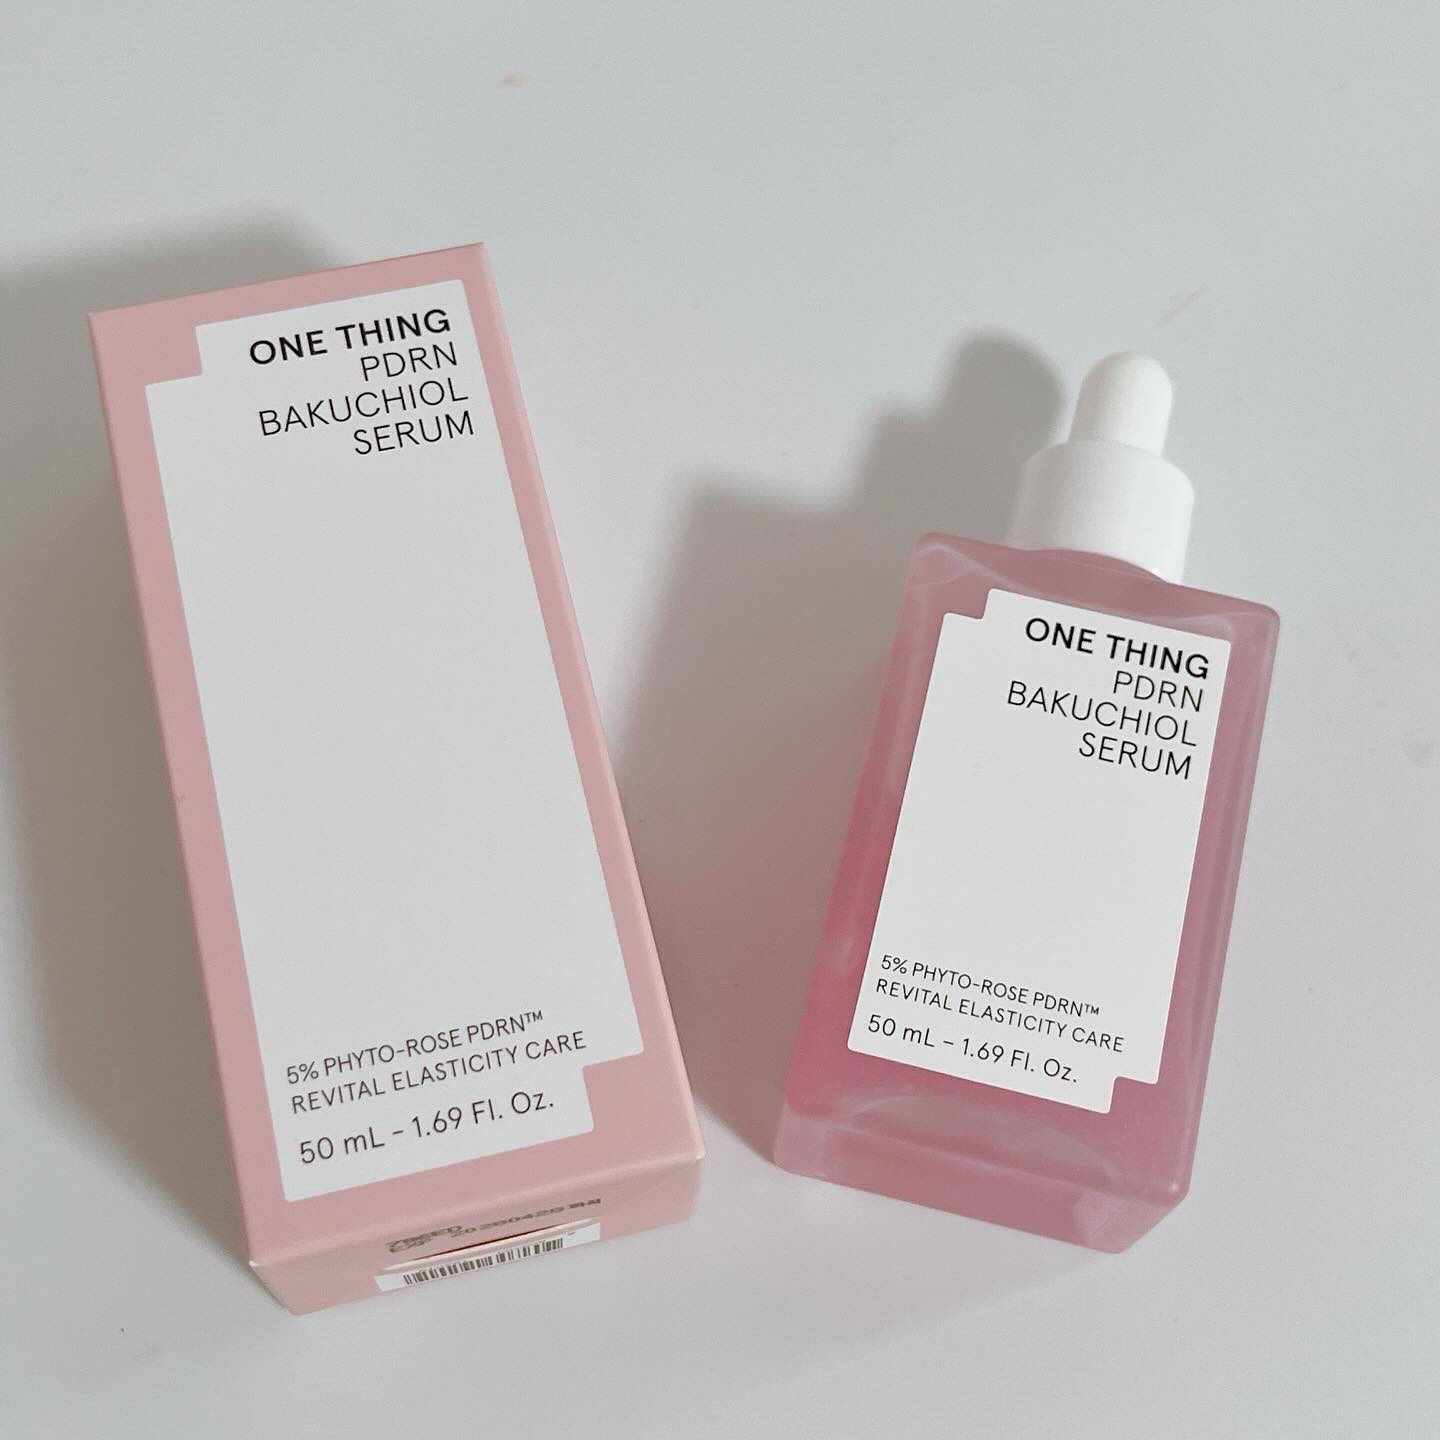 ONE THING
PDRN
BAKUCHIOL
SERUM
5% PHYTO-ROSE PDRN™
REVITAL ELASTICITY CARE
50 mL – 1.69 Fl. Oz.
ONE THING
PDRN
BAKUCHIOL
SERUM
5% PHYTO-ROSE PDRN™
REVITAL ELASTICITY CARE
50 mL – 1.69 Fl. Oz.